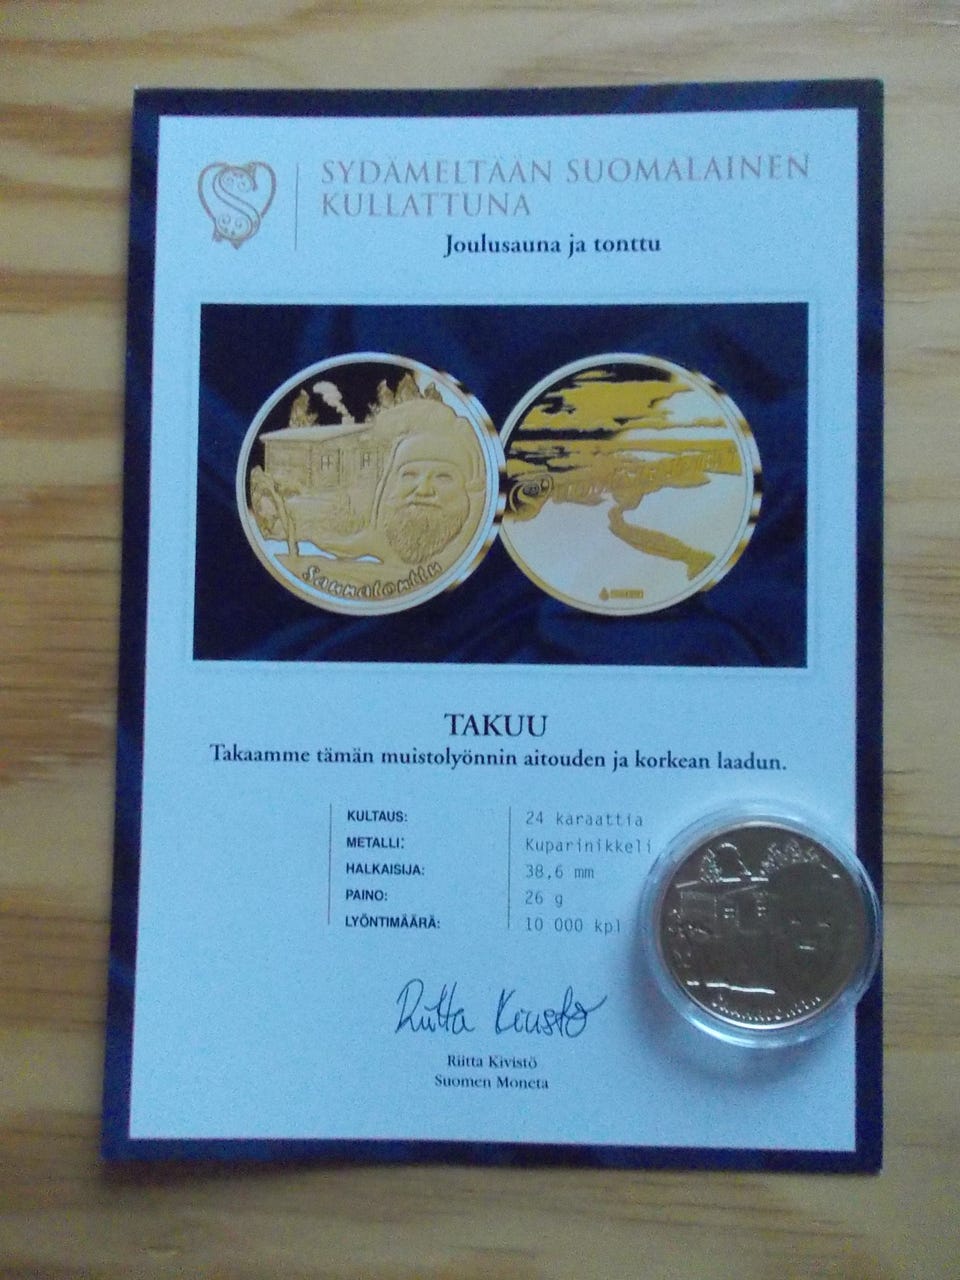 SYDÄMELTÄÄN SUOMALAINEN
KULLATTUNA
Joulusauna ja tonttu
Saunatonttu
TAKUU
Takaamme tämän muistolyönnin aitouden ja korkean laadun.
KULTAUS: 24 karaattia
METALLI: Kuparinikkeli
HALKAISIJA: 38,6 mm
PAINO: 26 g
LYÖNTIMÄÄRÄ: 10 000 kpl
Riitta Kivistö
Riitta Kivistö
Suomen Moneta
Saunatonttu